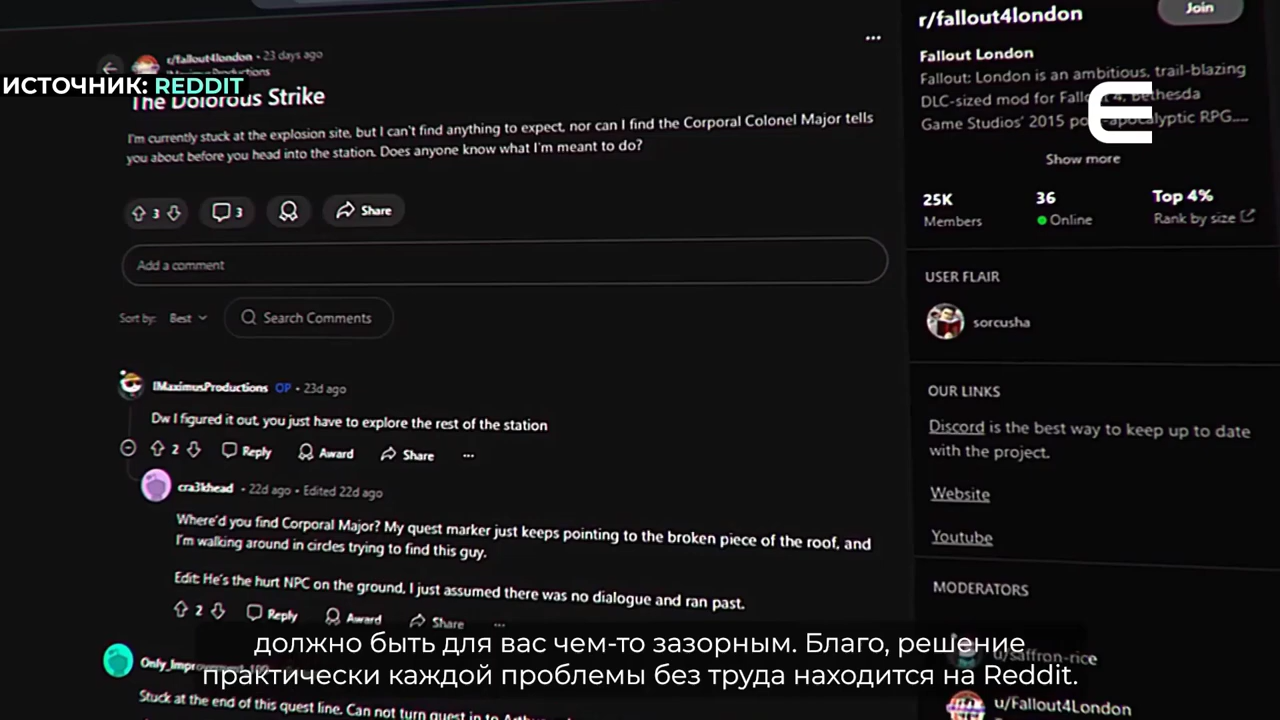 r/fallout4london • 23 days ago
ИСТОЧНИК: REDDIT
The Dolorous Strike
I'm currently stuck at the explosion site, but I can't find anything to expect, nor can I find the Corporal Colonel Major tells
you about before you head into the station. Does anyone know what I'm meant to do?
3
3
Share
Add a comment
Sort by: Best
Search Comments
IMaximusProductions OP • 23d ago
Dw I figured it out, you just have to explore the rest of the station
2 Reply Award Share
cra3khead • 22d ago • Edited 22d ago
Where'd you find Corporal Major? My quest marker just keeps pointing to the broken piece of the roof, and
I'm walking around in circles trying to find this guy.
Edit: He's the hurt NPC on the ground, I just assumed there was no dialogue and ran past.
2 Reply Award Share
Stuck at the end of this quest line. Can not turn quest in to
r/fallout4london
Join
Fallout London
Fallout: London is an ambitious, trail-blazing
DLC-sized mod for Fallout 4, Bethesda
Game Studios' 2015 post-apocalyptic RPG....
Show more
25K
Members
36
Online
Top 4%
Rank by size
USER FLAIR
sorcusha
OUR LINKS
Discord is the best way to keep up to date
with the project.
Website
Youtube
MODERATORS
u/saffron-rice
u/Fallout4London
должно быть для вас чем-то зазорным. Благо, решение
практически каждой проблемы без труда находится на Reddit.